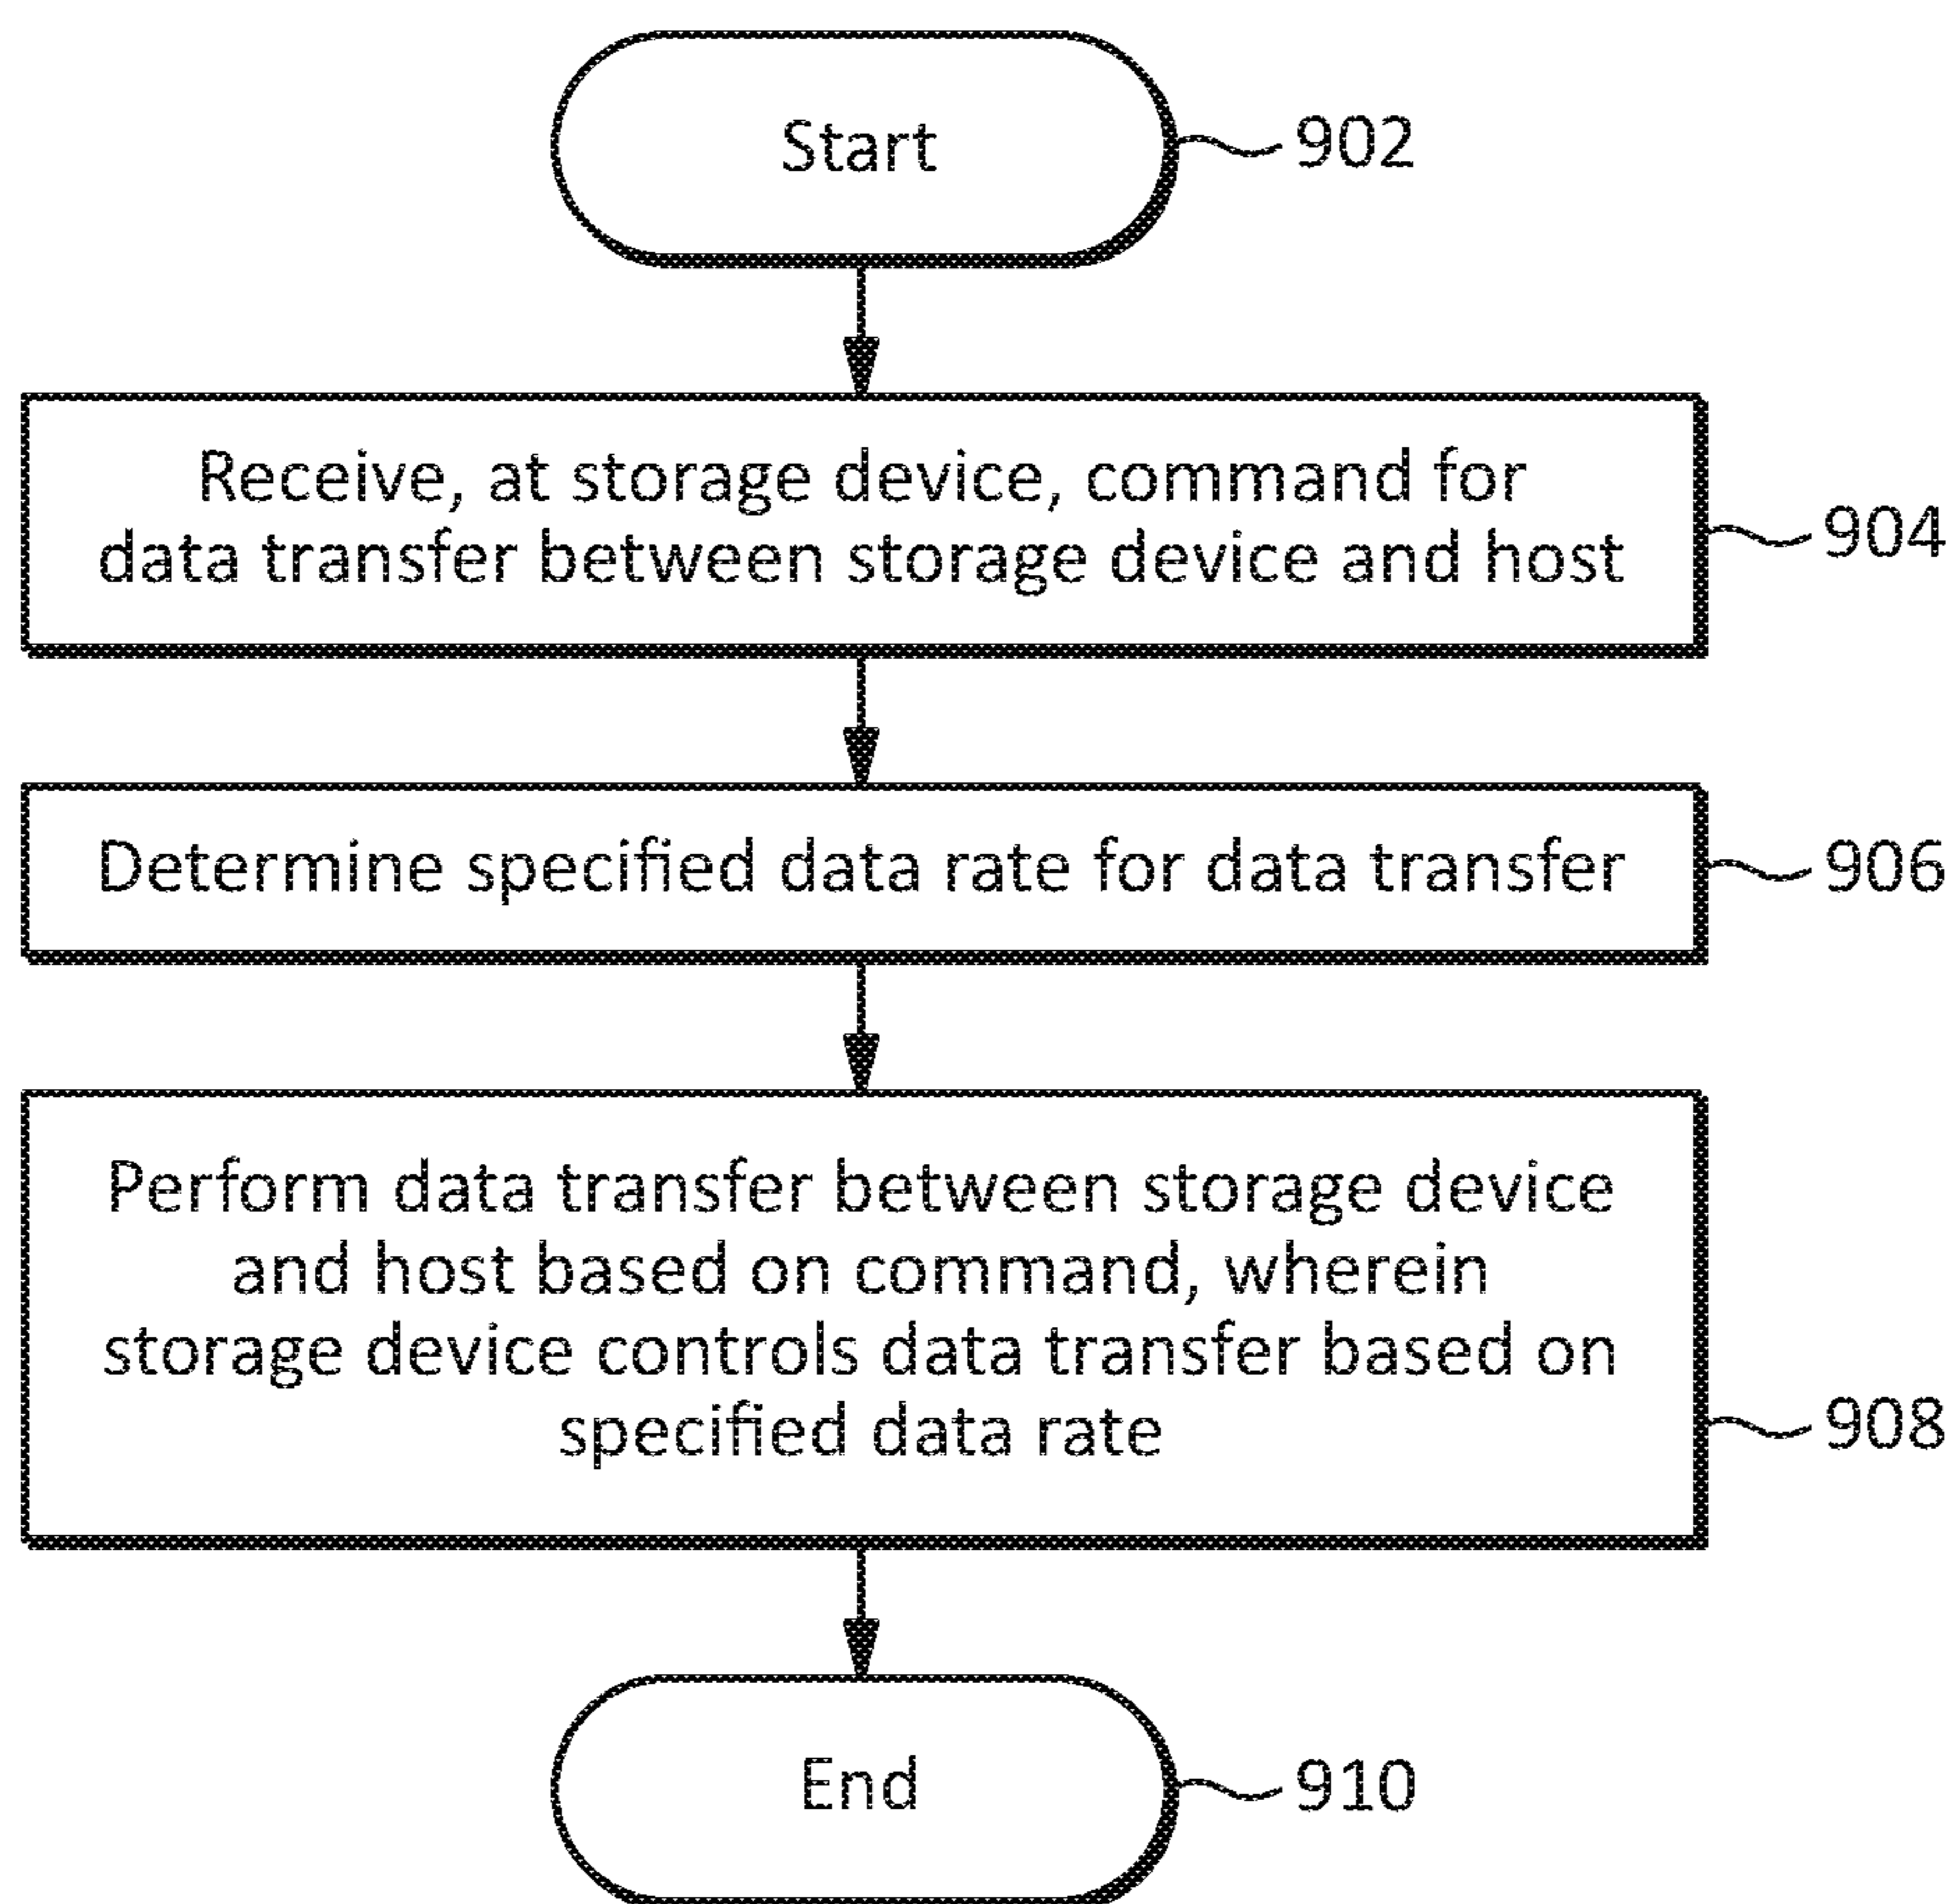 Start
902
Receive, at storage device, command for
data transfer between storage device and host
904
Determine specified data rate for data transfer
906
Perform data transfer between storage device
and host based on command, wherein
storage device controls data transfer based on
specified data rate
908
End
910